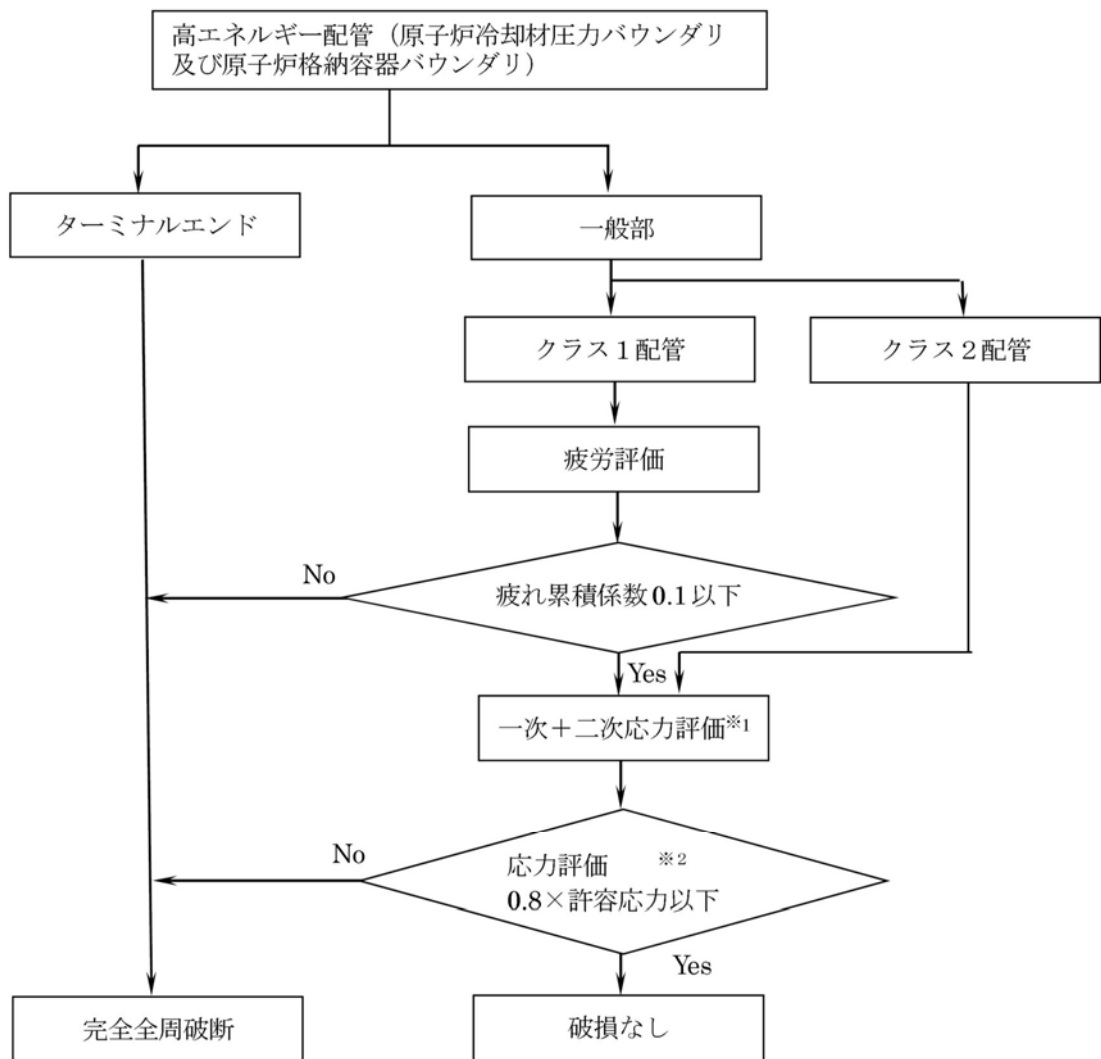 高エネルギー配管（原子炉冷却材圧力バウンダリ
及び原子炉格納容器バウンダリ）
ターミナルエンド
一般部
クラス１配管
クラス２配管
疲労評価
No
疲れ累積係数 0.1 以下
Yes
一次＋二次応力評価※1
No
応力評価 ※2
0.8×許容応力以下
Yes
完全全周破断
破損なし